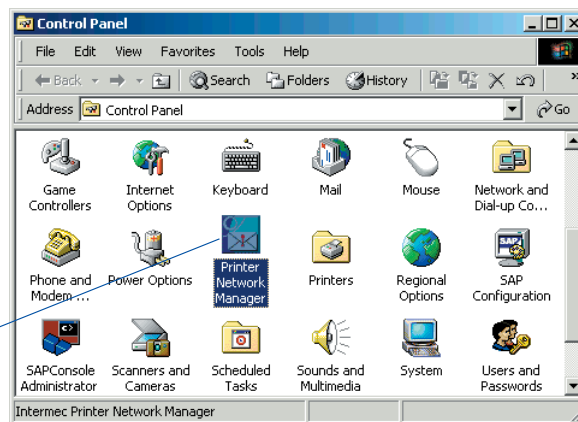 Control Panel
File Edit View Favorites Tools Help
Back Search Folders History »
Address Control Panel Go
Game
Controllers
Internet
Options
Keyboard
Mail
Mouse
Network and
Dial-up Co...
Phone and
Modem ...
Power Options
Printer
Network
Manager
Printers
Regional
Options
SAP
Configuration
SAPConsole
Administrator
Scanners and
Cameras
Scheduled
Tasks
Sounds and
Multimedia
System
Users and
Passwords
Intermec Printer Network Manager